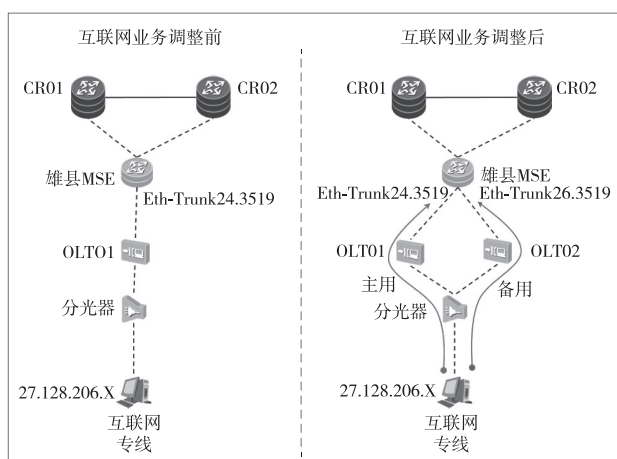 互联网业务调整前
CR01
CR02
雄县MSE
Eth-Trunk24.3519
OLTO1
分光器
27.128.206.X
互联网
专线
互联网业务调整后
CR01
CR02
雄县MSE
Eth-Trunk24.3519
Eth-Trunk26.3519
OLT01
OLT02
主用
备用
分光器
27.128.206.X
互联网
专线